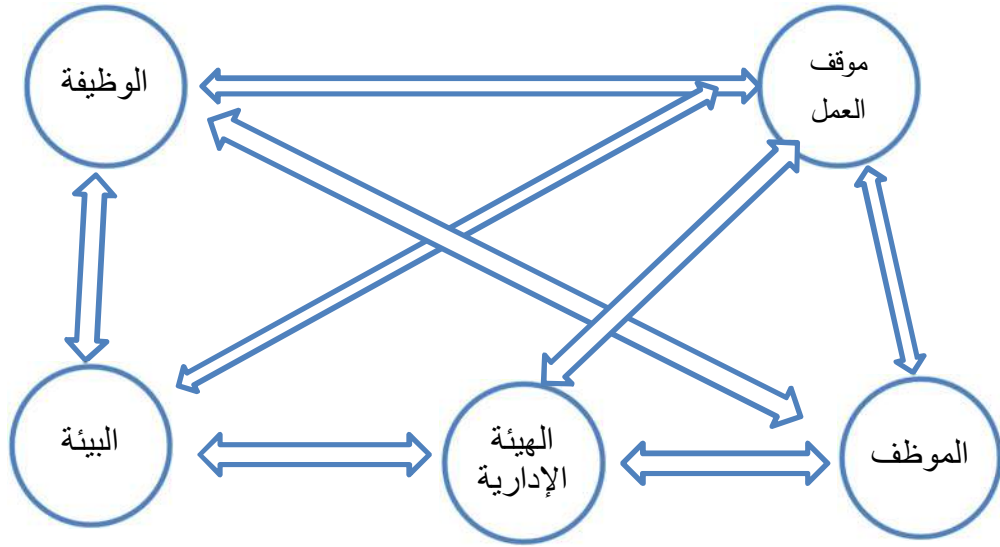 موقف
العمل
الوظيفة
البيئة
الهيئة
الإدارية
الموظف